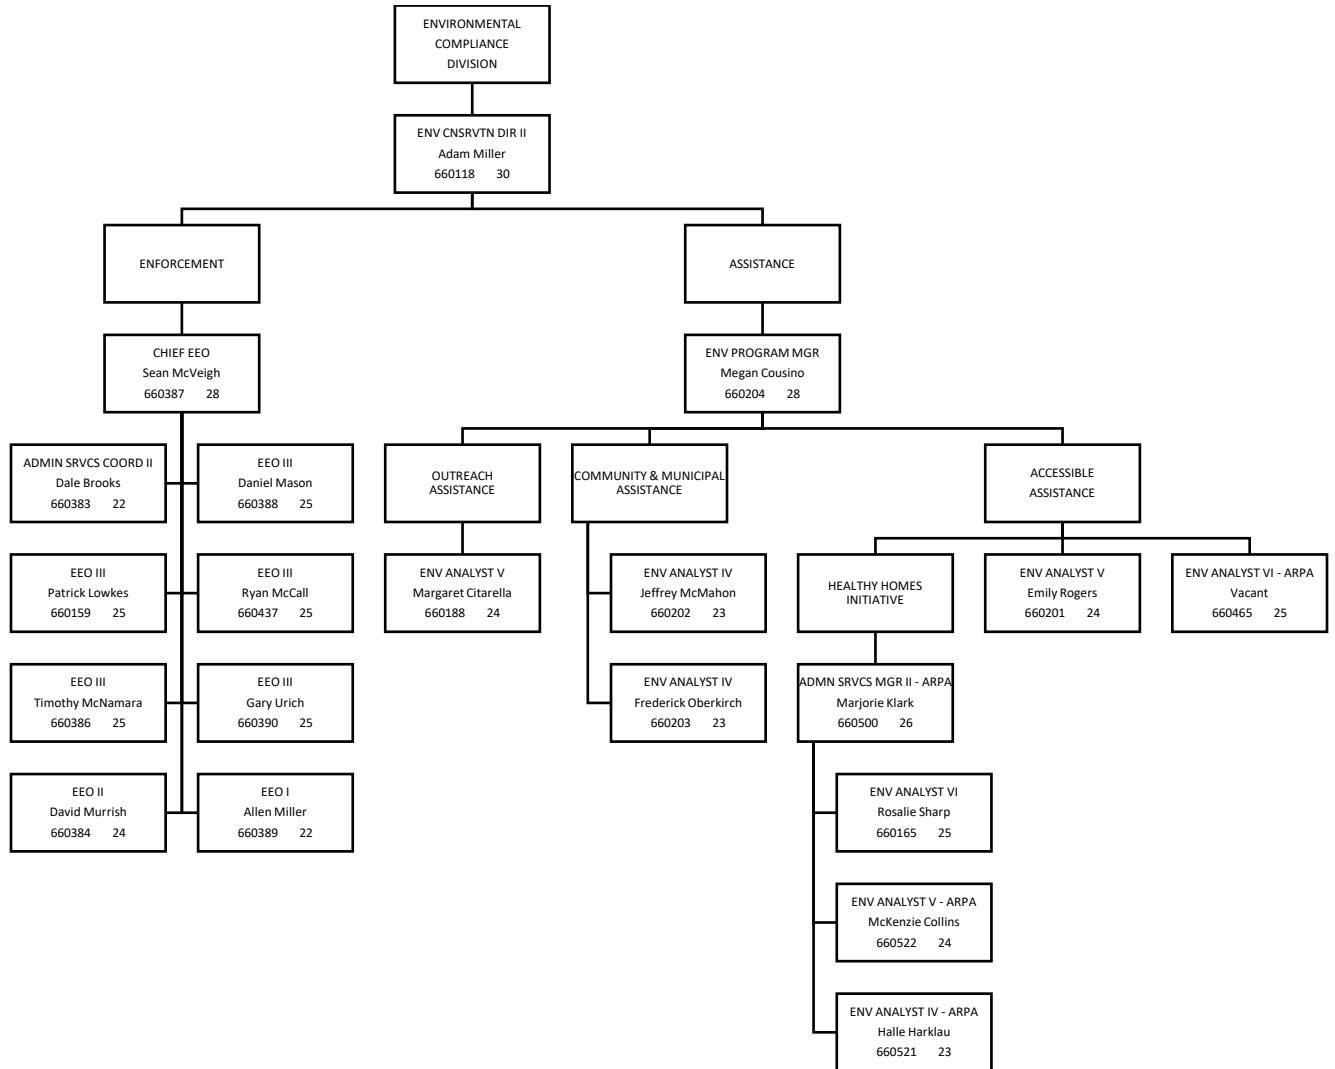 ENVIRONMENTAL
COMPLIANCE
DIVISION
ENV CNSRVTN DIR II
Adam Miller
660118 30
ENFORCEMENT
ASSISTANCE
CHIEF EEO
Sean McVeigh
660387 28
ENV PROGRAM MGR
Megan Cousino
660204 28
ADMIN SRVCS COORD II
Dale Brooks
660383 22
EEO III
Daniel Mason
660388 25
OUTREACH
ASSISTANCE
COMMUNITY & MUNICIPAL
ASSISTANCE
ACCESSIBLE
ASSISTANCE
EEO III
Patrick Lowkes
660159 25
EEO III
Ryan McCall
660437 25
ENV ANALYST V
Margaret Citarella
660188 24
ENV ANALYST IV
Jeffrey McMahon
660202 23
HEALTHY HOMES
INITIATIVE
ENV ANALYST V
Emily Rogers
660201 24
ENV ANALYST VI - ARPA
Vacant
660465 25
EEO III
Timothy McNamara
660386 25
EEO III
Gary Urich
660390 25
ENV ANALYST IV
Frederick Oberkirch
660203 23
ADMN SRVCS MGR II - ARPA
Marjorie Klark
660500 26
EEO II
David Murrish
660384 24
EEO I
Allen Miller
660389 22
ENV ANALYST VI
Rosalie Sharp
660165 25
ENV ANALYST V - ARPA
McKenzie Collins
660522 24
ENV ANALYST IV - ARPA
Halle Harklau
660521 23